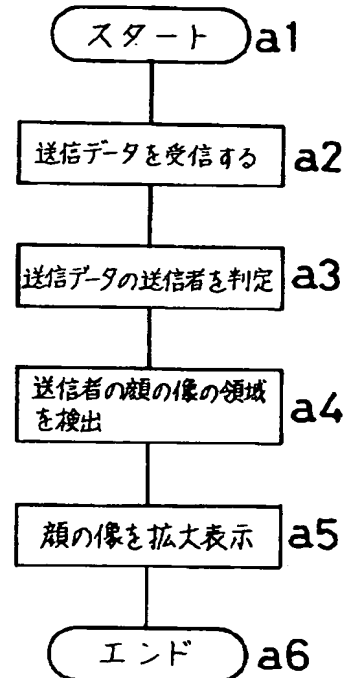 スタート a1
送信データを受信する a2
送信データの送信者を判定 a3
送信者の顔の像の領域
を検出 a4
顔の像を拡大表示 a5
エンド a6